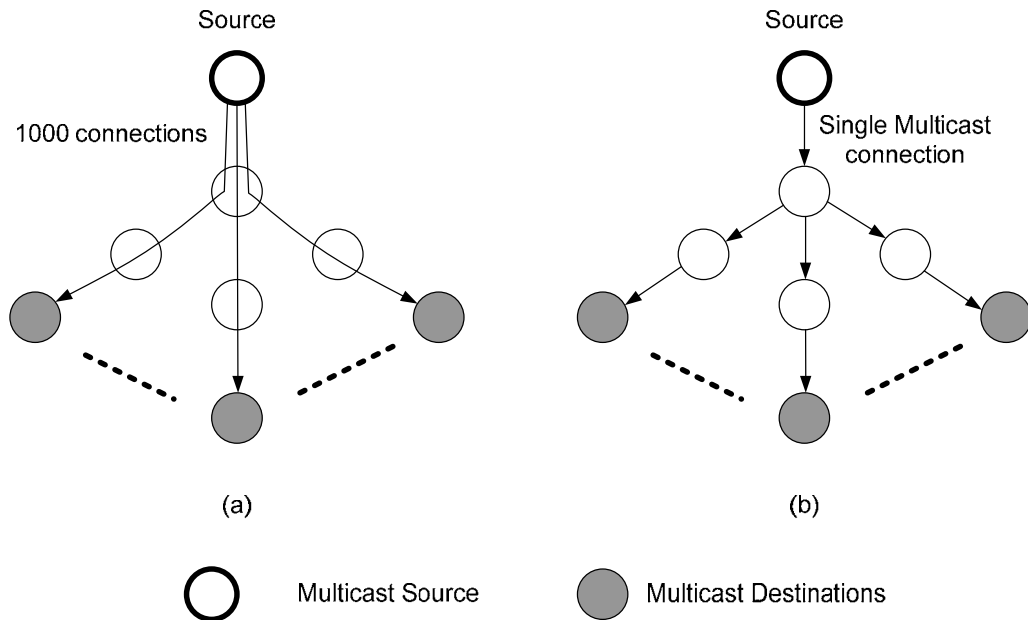 Source
1000 connections
(a)
Source
Single Multicast
connection
(b)
Multicast Source
Multicast Destinations